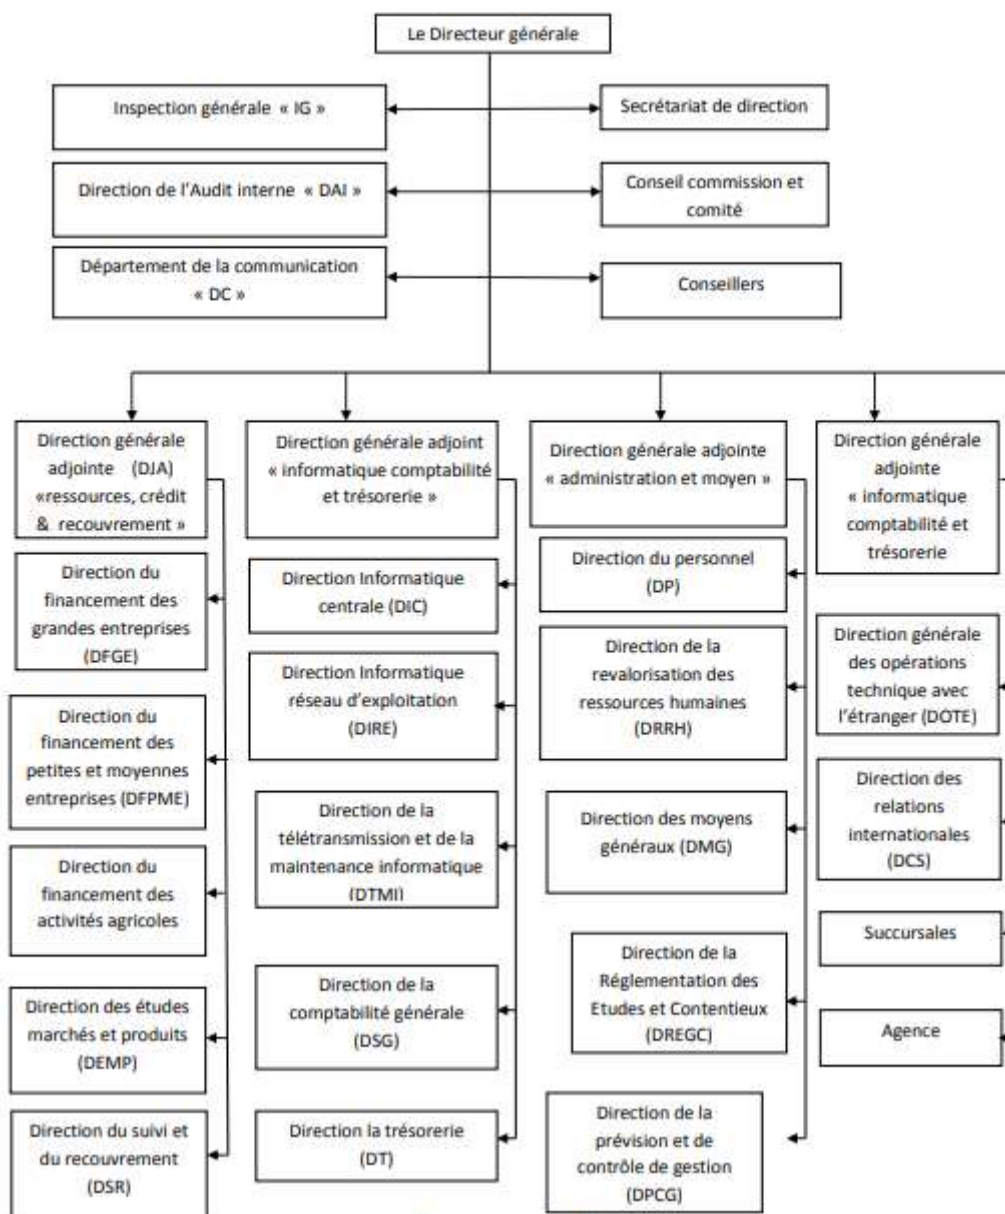 Le Directeur générale
Inspection générale « IG »
Secrétariat de direction
Direction de l'Audit interne « DAI »
Conseil commission et
comité
Département de la communication
« DC »
Conseillers
Direction générale
adjointe (DJA)
«ressources, crédit
& recouvrement »
Direction du
financement des
grandes entreprises
(DFGE)
Direction du
financement des
petites et moyennes
entreprises (DFPME)
Direction du
financement des
activités agricoles
Direction des études
marchés et produits
(DEMP)
Direction du suivi et
du recouvrement
(DSR)
Direction générale adjoint
« informatique comptabilité
et trésorerie »
Direction Informatique
centrale (DIC)
Direction Informatique
réseau d'exploitation
(DIRE)
Direction de la
télétransmission et de la
maintenance informatique
(DTMI)
Direction de la
comptabilité générale
(DSG)
Direction la trésorerie
(DT)
Direction générale adjointe
« administration et moyen »
Direction du personnel
(DP)
Direction de la
revalorisation des
ressources humaines
(DRRH)
Direction des moyens
généraux (DMG)
Direction de la
Réglementation des
Etudes et Contentieux
(DREGC)
Direction de la
prévision et de
contrôle de gestion
(DPCG)
Direction générale
adjointe
« informatique
comptabilité et
trésorerie
Direction générale
des opérations
technique avec
l'étranger (DOTE)
Direction des
relations
internationales
(DCS)
Succursales
Agence